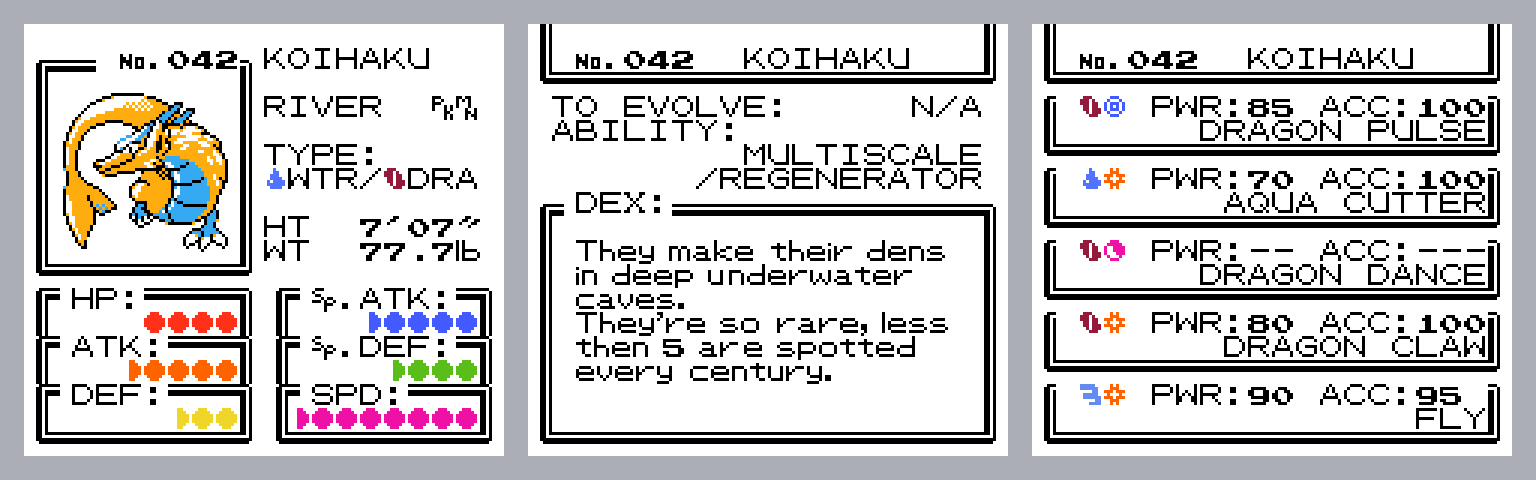 No. 042 KOIHAKU
RIVER PKMN
TYPE:
WTR/DRA
HT 7'07"
WT 77.7lb
HP:
ATK:
DEF:
Sp. ATK:
Sp. DEF:
SPD:
No. 042 KOIHAKU
TO EVOLVE: N/A
ABILITY:
MULTISCALE
/REGENERATOR
DEX:
They make their dens
in deep underwater
caves.
They're so rare, less
then 5 are spotted
every century.
No. 042 KOIHAKU
PWR:85 ACC:100
DRAGON PULSE
PWR:70 ACC:100
AQUA CUTTER
PWR:-- ACC:---
DRAGON DANCE
PWR:80 ACC:100
DRAGON CLAW
PWR:90 ACC:95
FLY